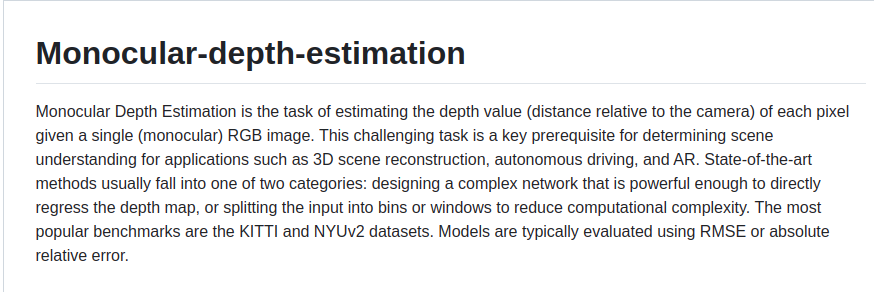 Monocular-depth-estimation
Monocular Depth Estimation is the task of estimating the depth value (distance relative to the camera) of each pixel
given a single (monocular) RGB image. This challenging task is a key prerequisite for determining scene
understanding for applications such as 3D scene reconstruction, autonomous driving, and AR. State-of-the-art
methods usually fall into one of two categories: designing a complex network that is powerful enough to directly
regress the depth map, or splitting the input into bins or windows to reduce computational complexity. The most
popular benchmarks are the KITTI and NYUv2 datasets. Models are typically evaluated using RMSE or absolute
relative error.